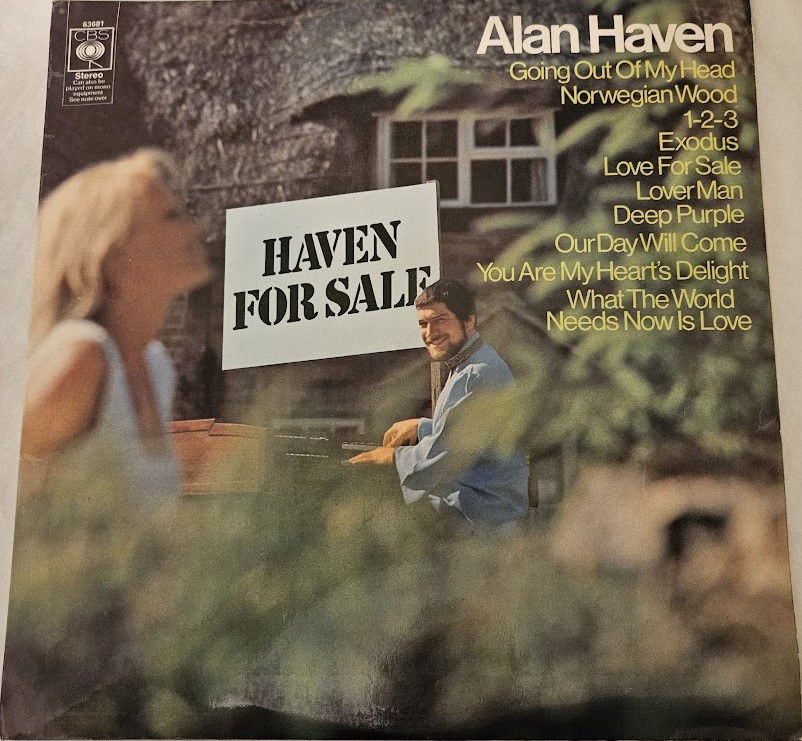 63681
CBS
Stereo
Can also be
played on mono
equipment
See note over
Alan Haven
Going Out Of My Head
Norwegian Wood
1-2-3
Exodus
Love For Sale
Lover Man
Deep Purple
Our Day Will Come
You Are My Heart's Delight
What The World
Needs Now Is Love
HAVEN
FOR SALE